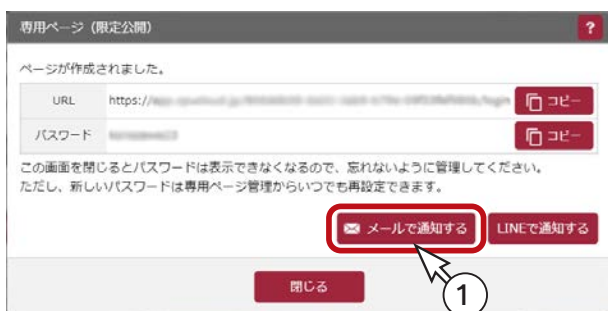 専用ページ（限定公開）
?
ページが作成されました。
URL https:// コピー
パスワード コピー
この画面を閉じるとパスワードは表示できなくなるので、忘れないように管理してください。
ただし、新しいパスワードは専用ページ管理からいつでも再設定できます。
メールで通知する LINEで通知する
閉じる
1